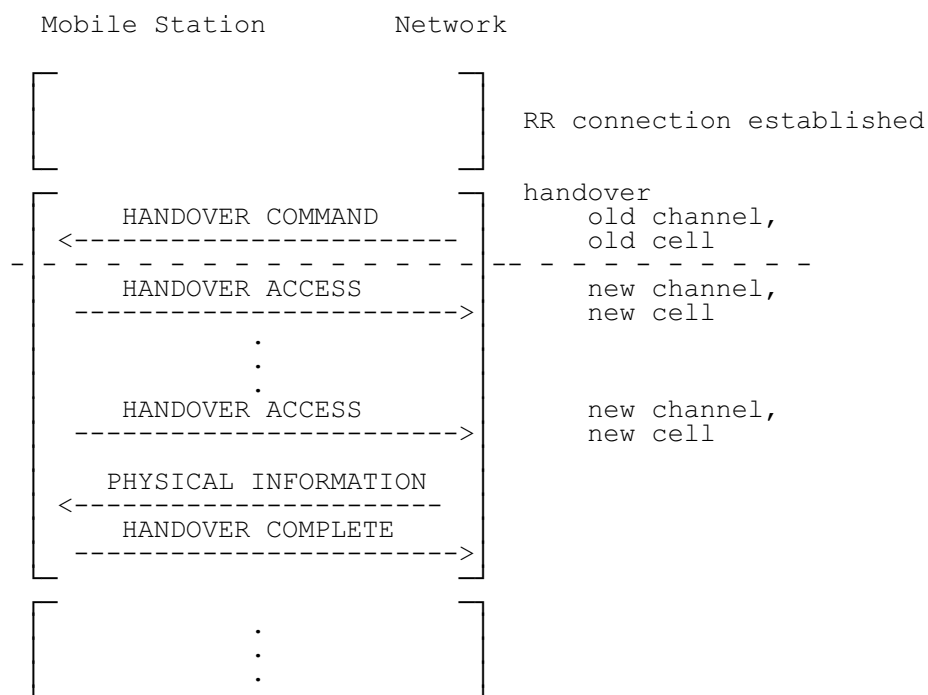 Mobile Station Network
RR connection established
handover
HANDOVER COMMAND old channel,
<------------------------ old cell
- - - - - - - - - - - - - - - -- - - - - - - - - -
HANDOVER ACCESS new channel,
------------------------> new cell
.
.
.
HANDOVER ACCESS new channel,
------------------------> new cell
PHYSICAL INFORMATION
<-----------------------
HANDOVER COMPLETE
------------------------>
.
.
.